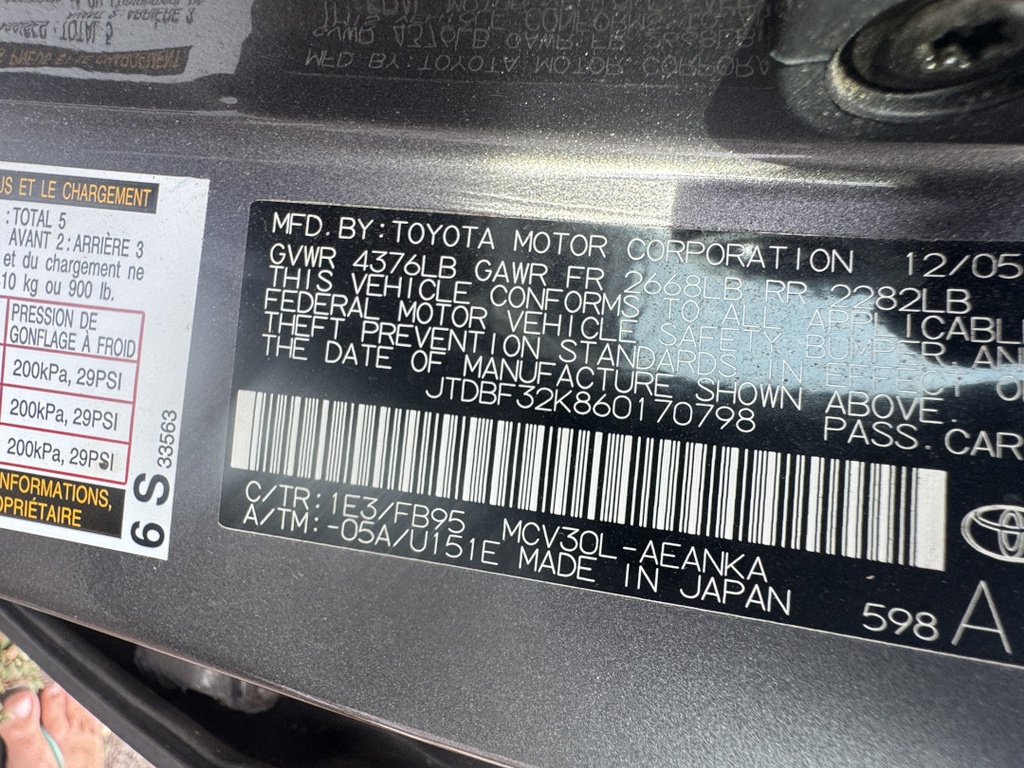 US ET LE CHARGEMENT
: TOTAL 5
AVANT 2 : ARRIÈRE 3
et du chargement ne
10 kg ou 900 lb.
PRESSION DE
GONFLAGE À FROID
200kPa, 29PSI
200kPa, 29PSI
200kPa, 29PSI
INFORMATIONS,
OPRIÉTAIRE
6 S
33563
MFD. BY: TOYOTA MOTOR CORPORATION 12/05
GVWR 4376LB GAWR FR 2668LB RR 2282LB
THIS VEHICLE CONFORMS TO ALL APPLICABLE
FEDERAL MOTOR VEHICLE SAFETY, BUMPER AN
THEFT PREVENTION STANDARDS IN EFFECT O
THE DATE OF MANUFACTURE SHOWN ABOVE.
JTDBF32K860170798 PASS. CAR
C/TR: 1E3/FB95 MCV30L-AEANKA
A/TM: -05A/U151E MADE IN JAPAN
598 A